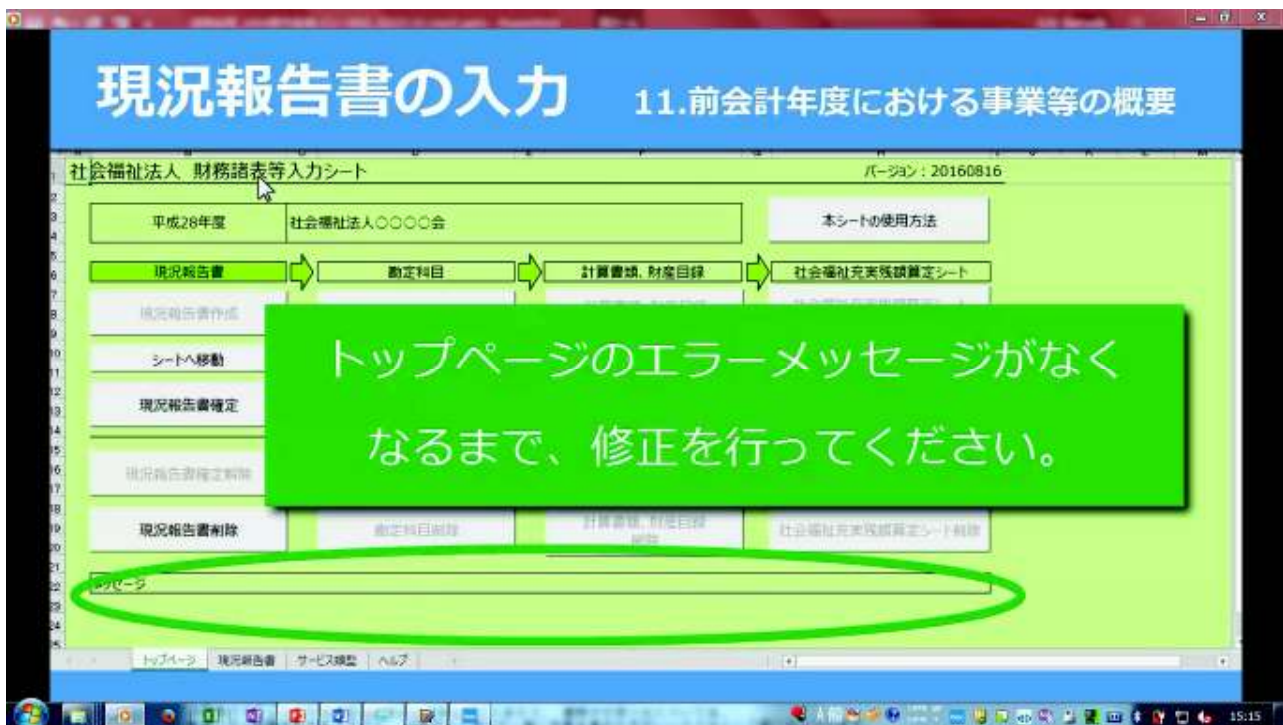 現況報告書の入力 11.前会計年度における事業等の概要
社会福祉法人 財務諸表等入力シート バージョン：20160816
平成28年度 社会福祉法人○○○○会 本シートの使用方法
現況報告書 勘定科目 計算書類，財産目録 社会福祉充実残額算定シート
現況報告書作成
トップページのエラーメッセージがなく
シートへ移動
現況報告書確定
なるまで、修正を行ってください。
現況報告書確定解除
現況報告書削除 勘定科目削除 計算書類，財産目録 社会福祉充実残額算定シート削除
削除
メッセージ
トップページ 現況報告書 サービス類型 ヘルプ
15:15